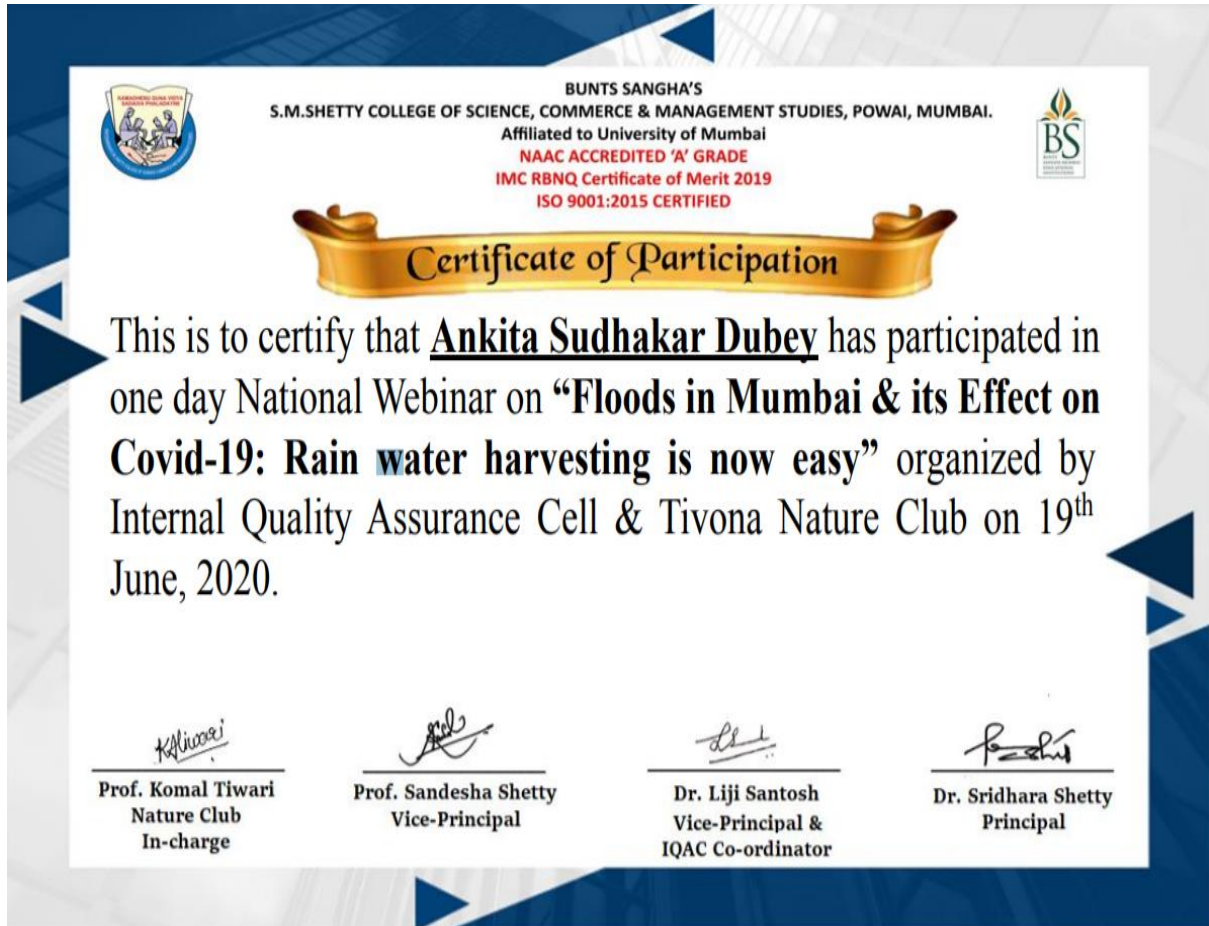 BUNTS SANGHA'S
S.M.SHETTY COLLEGE OF SCIENCE, COMMERCE & MANAGEMENT STUDIES, POWAI, MUMBAI.
Affiliated to University of Mumbai
NAAC ACCREDITED 'A' GRADE
IMC RBNQ Certificate of Merit 2019
ISO 9001:2015 CERTIFIED
BS
Certificate of Participation
This is to certify that Ankita Sudhakar Dubey has participated in
one day National Webinar on “Floods in Mumbai & its Effect on
Covid-19: Rain water harvesting is now easy” organized by
Internal Quality Assurance Cell & Tivona Nature Club on 19th
June, 2020.
Prof. Komal Tiwari
Nature Club
In-charge
Prof. Sandesha Shetty
Vice-Principal
Dr. Liji Santosh
Vice-Principal &
IQAC Co-ordinator
Dr. Sridhara Shetty
Principal